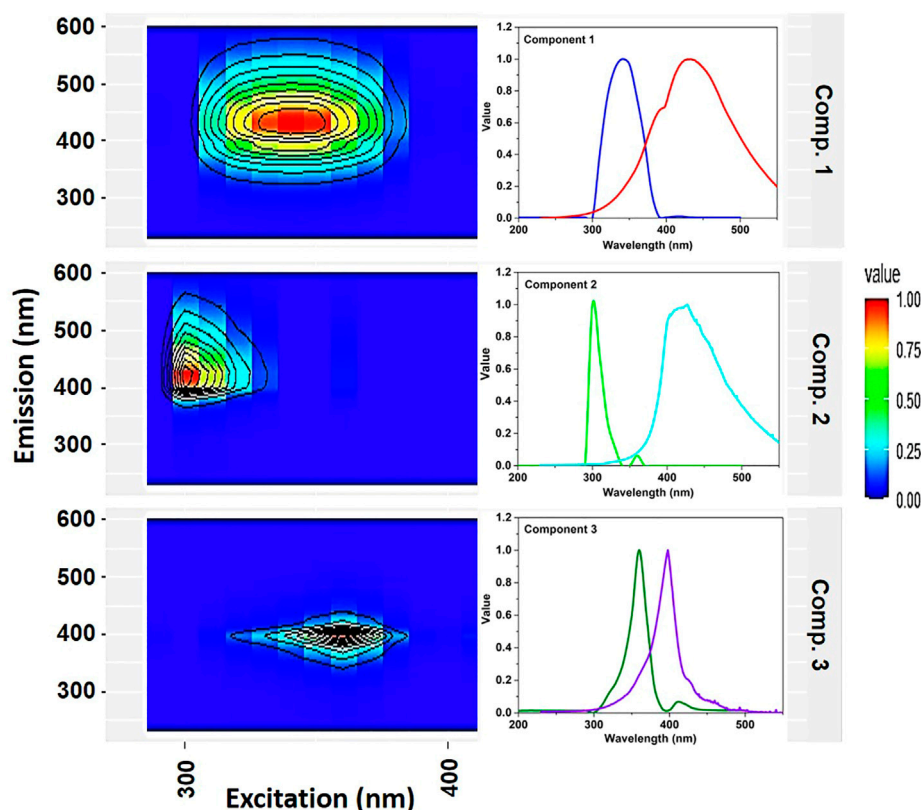 600
500
400
300
Component 1
Value
1.2
1.0
0.8
0.6
0.4
0.2
0.0
200 300 400 500
Wavelength (nm)
Comp. 1
600
500
400
300
Emission (nm)
Component 2
Value
1.2
1.0
0.8
0.6
0.4
0.2
0.0
200 300 400 500
Wavelength (nm)
Comp. 2
600
500
400
300
Component 3
Value
1.2
1.0
0.8
0.6
0.4
0.2
0.0
200 300 400 500
Wavelength (nm)
Comp. 3
value
1.00
0.75
0.50
0.25
0.00
300 400
Excitation (nm)